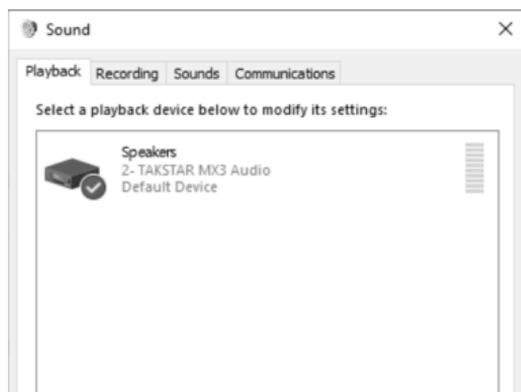 Sound
Playback Recording Sounds Communications
Select a playback device below to modify its settings:
Speakers
2- TAKSTAR MX3 Audio
Default Device